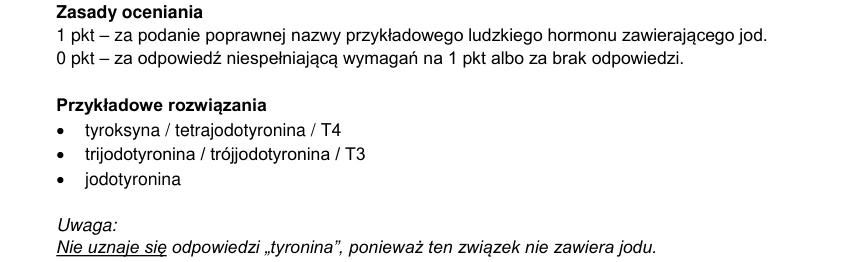 Zasady oceniania
1 pkt – za podanie poprawnej nazwy przykładowego ludzkiego hormonu zawierającego jod.
0 pkt – za odpowiedź niespełniającą wymagań na 1 pkt albo za brak odpowiedzi.
Przykładowe rozwiązania
• tyroksyna / tetrajodotyronina / T4
• trijodotyronina / trójjodotyronina / T3
• jodotyronina
Uwaga:
Nie uznaje się odpowiedzi „tyronina”, ponieważ ten związek nie zawiera jodu.